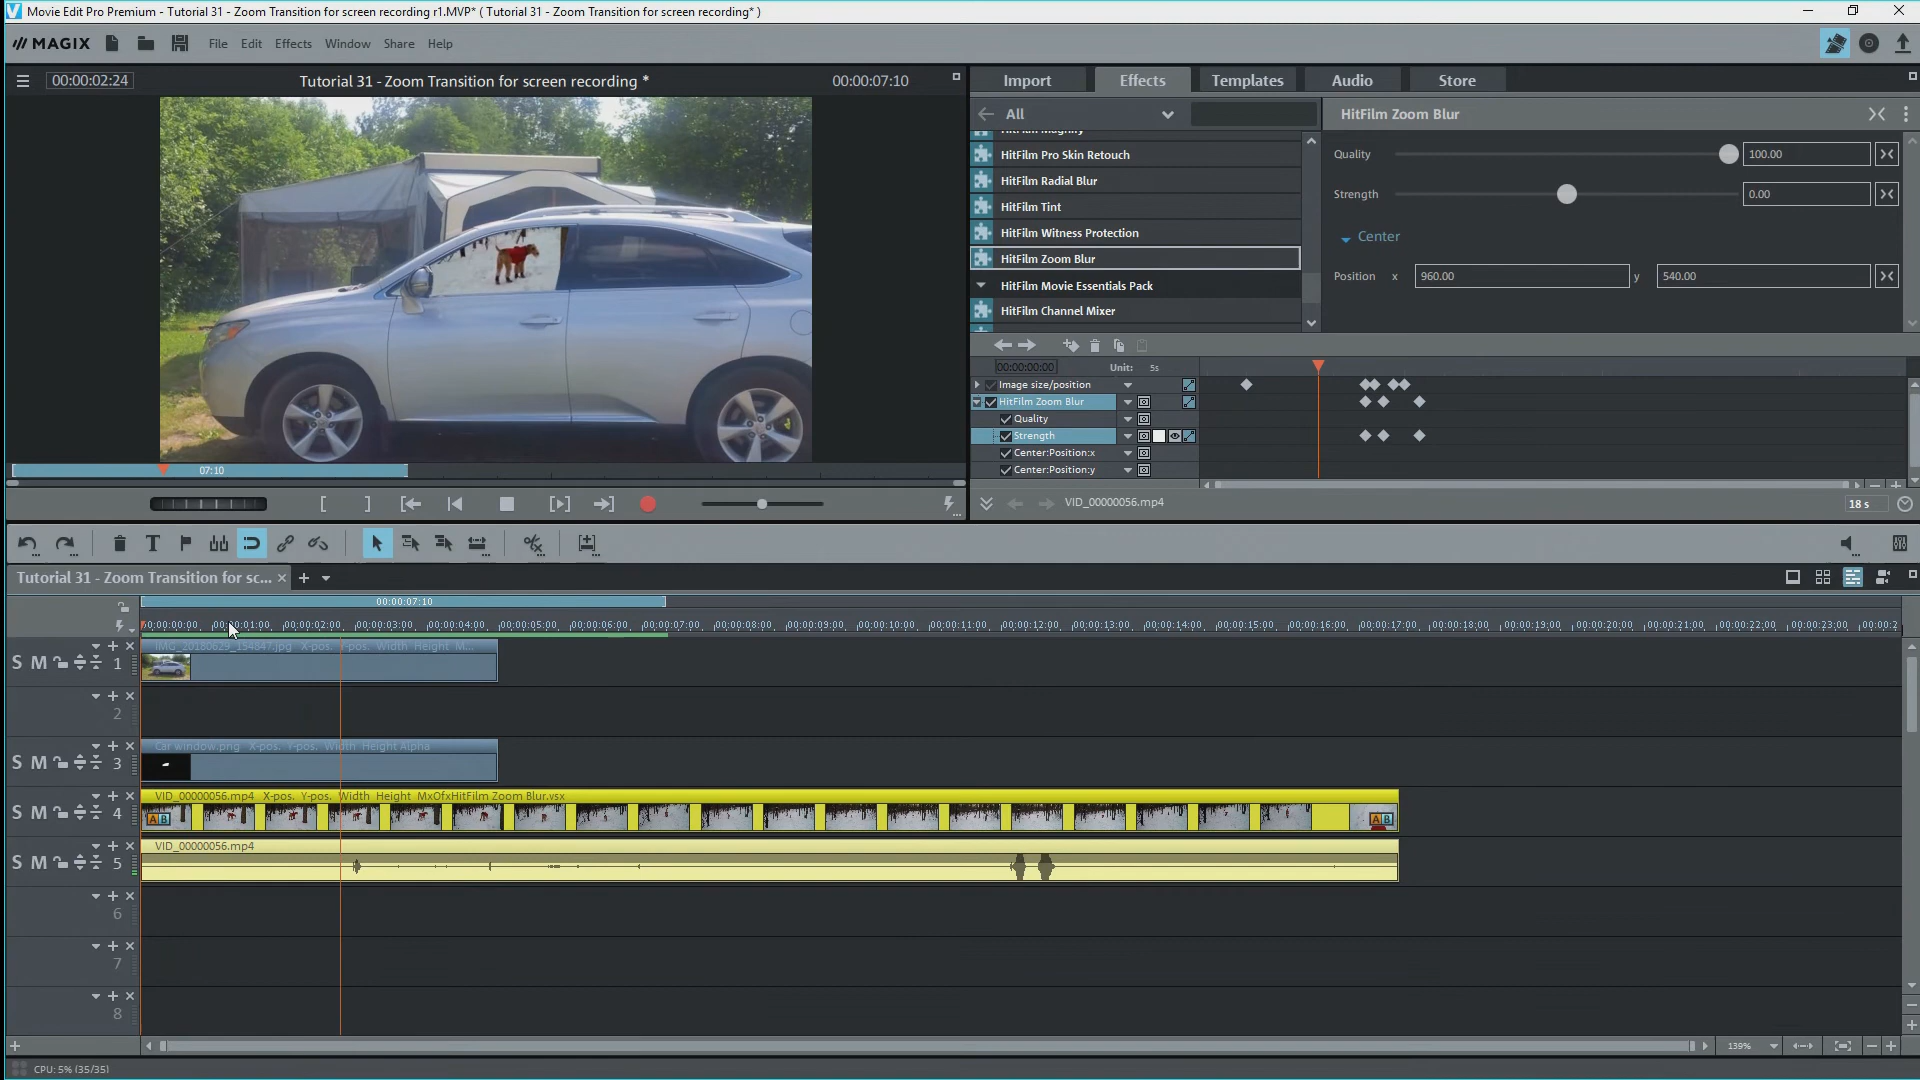 Movie Edit Pro Premium - Tutorial 31 - Zoom Transition for screen recording r1.MVP* ( Tutorial 31 - Zoom Transition for screen recording* )
MAGIX File Edit Effects Window Share Help
00:00:02:24 Tutorial 31 - Zoom Transition for screen recording * 00:00:07:10
Import Effects Templates Audio Store
All
HitFilm Magnify
HitFilm Pro Skin Retouch
HitFilm Radial Blur
HitFilm Tint
HitFilm Witness Protection
HitFilm Zoom Blur
HitFilm Movie Essentials Pack
HitFilm Channel Mixer
HitFilm Zoom Blur
Quality 100.00
Strength 0.00
Center
Position x 960.00 y 540.00
00:00:00:00 Unit: 5s
Image size/position
HitFilm Zoom Blur
Quality
Strength
Center:Position:x
Center:Position:y
07:10
VID_00000056.mp4 18 s
Tutorial 31 - Zoom Transition for sc...
00:00:07:10
00:00:00:00 00:00:01:00 00:00:02:00 00:00:03:00 00:00:04:00 00:00:05:00 00:00:06:00 00:00:07:00 00:00:08:00 00:00:09:00 00:00:10:00 00:00:11:00 00:00:12:00 00:00:13:00 00:00:14:00 00:00:15:00 00:00:16:00 00:00:17:00 00:00:18:00 00:00:19:00 00:00:20:00 00:00:21:00 00:00:22:00 00:00:23:00 00:00:2
IMG_20180623_154847.jpg X-pos. Y-pos. Width Height M...
S M 1
2
Car window.png X-pos. Y-pos. Width Height Alpha
S M 3
VID_00000056.mp4 X-pos. Y-pos. Width Height MxOfxHitFilm Zoom Blur.vsx
S M 4 AB AB
VID_00000056.mp4
S M 5
6
7
8
139%
CPU: 5% (35/35)